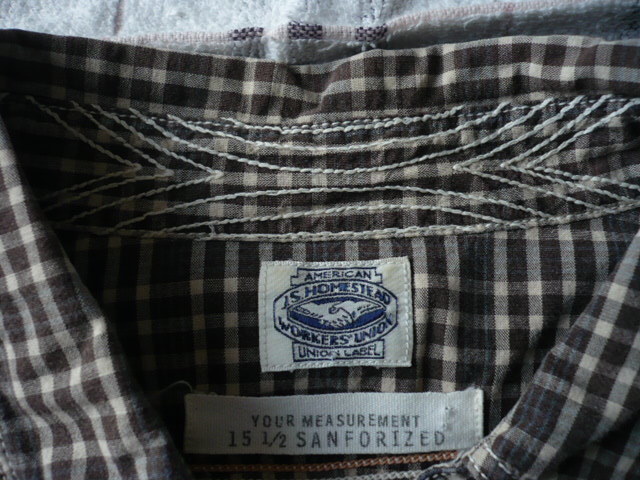 AMERICAN
J.S. HOMESTEAD
WORKERS' UNION
UNION LABEL
YOUR MEASUREMENT
15 1/2 SANFORIZED